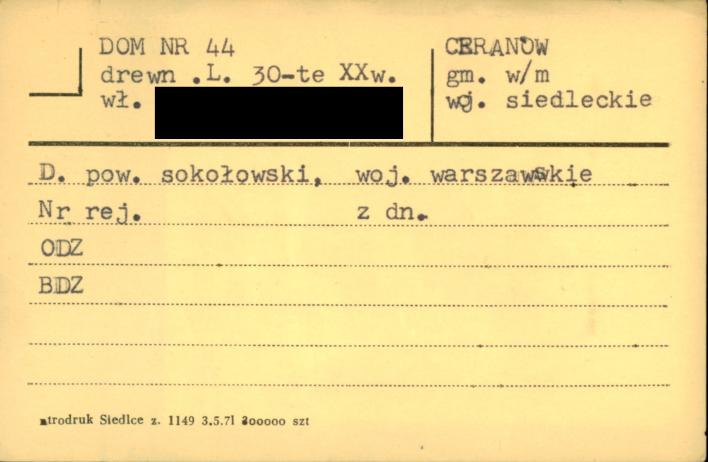 DOM NR 44
drewn .L. 30-te XXw.
wł.
CERANÓW
gm. w/m
woj. siedleckie
D. pow. sokołowski, woj. warszawskie
Nr rej. z dn.
ODZ
BDZ
trodruk Siedlce z. 1149 3.5.71 300000 szt